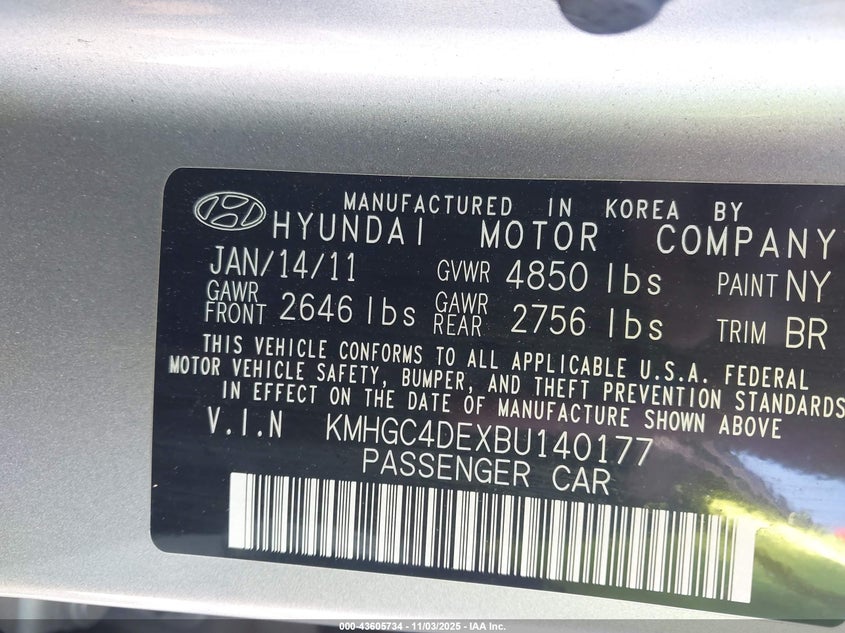 MANUFACTURED IN KOREA BY
HYUNDAI MOTOR COMPANY
JAN/14/11 GVWR 4850 lbs PAINT NY
GAWR FRONT 2646 lbs GAWR REAR 2756 lbs TRIM BR
THIS VEHICLE CONFORMS TO ALL APPLICABLE U.S.A. FEDERAL
MOTOR VEHICLE SAFETY, BUMPER, AND THEFT PREVENTION STANDARDS
IN EFFECT ON THE DATE OF MANUFACTURE SHOWN ABOVE
V.I.N KMHGC4DEXBU140177
PASSENGER CAR
000-43605734 - 11/03/2025 - IAA Inc.